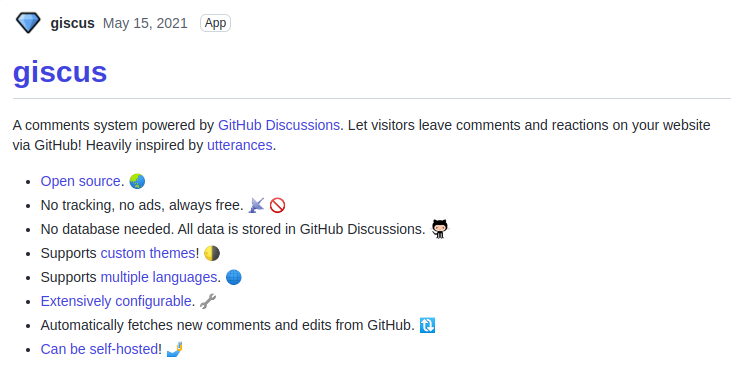 giscus May 15, 2021 App
giscus
A comments system powered by GitHub Discussions. Let visitors leave comments and reactions on your website
via GitHub! Heavily inspired by utterances.
• Open source. 🌏
• No tracking, no ads, always free. 📡 🚫
• No database needed. All data is stored in GitHub Discussions.
• Supports custom themes! 🌗
• Supports multiple languages. 🌐
• Extensively configurable. 🔧
• Automatically fetches new comments and edits from GitHub. 🔃
• Can be self-hosted! 🤳